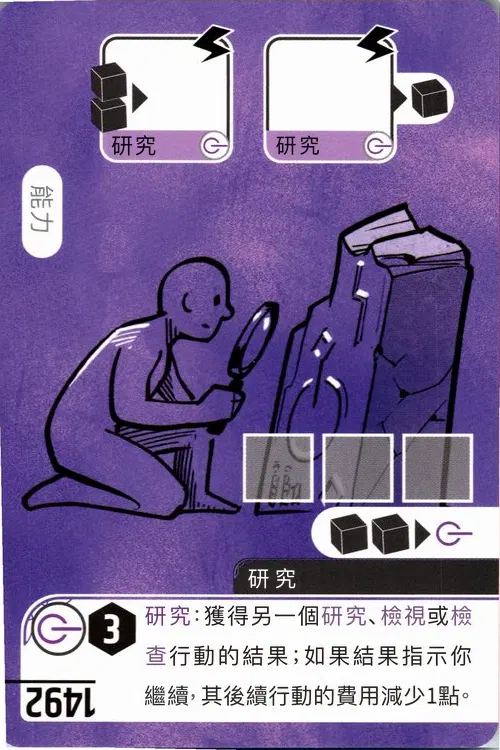 研究
研究
能力
研究
3
研究:獲得另一個研究、檢視或檢
查行動的結果;如果結果指示你
繼續,其後續行動的費用減少1點。
1492